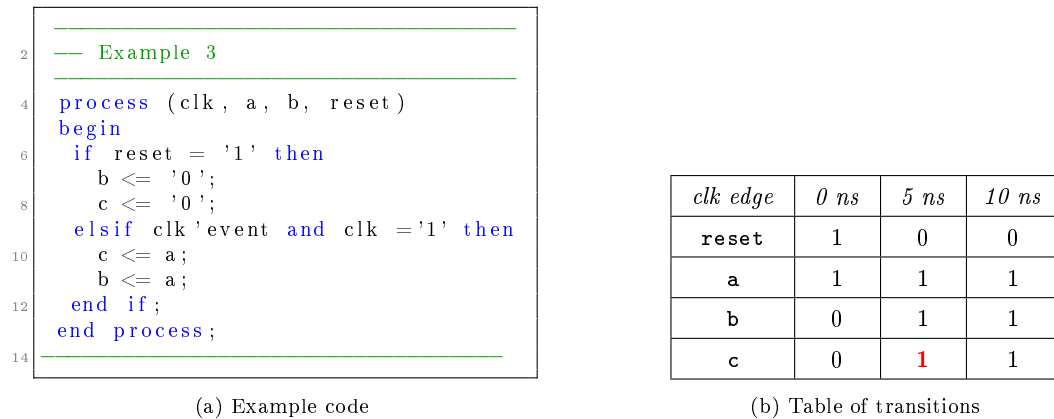 2 -- Example 3
4 process (clk, a, b, reset)
begin
6 if reset = '1' then
b <= '0';
8 c <= '0';
elsif clk'event and clk ='1' then
10 c <= a;
b <= a;
12 end if;
end process;
14
(a) Example code
clk edge 0 ns 5 ns 10 ns
reset 1 0 0
a 1 1 1
b 0 1 1
c 0 1 1
(b) Table of transitions